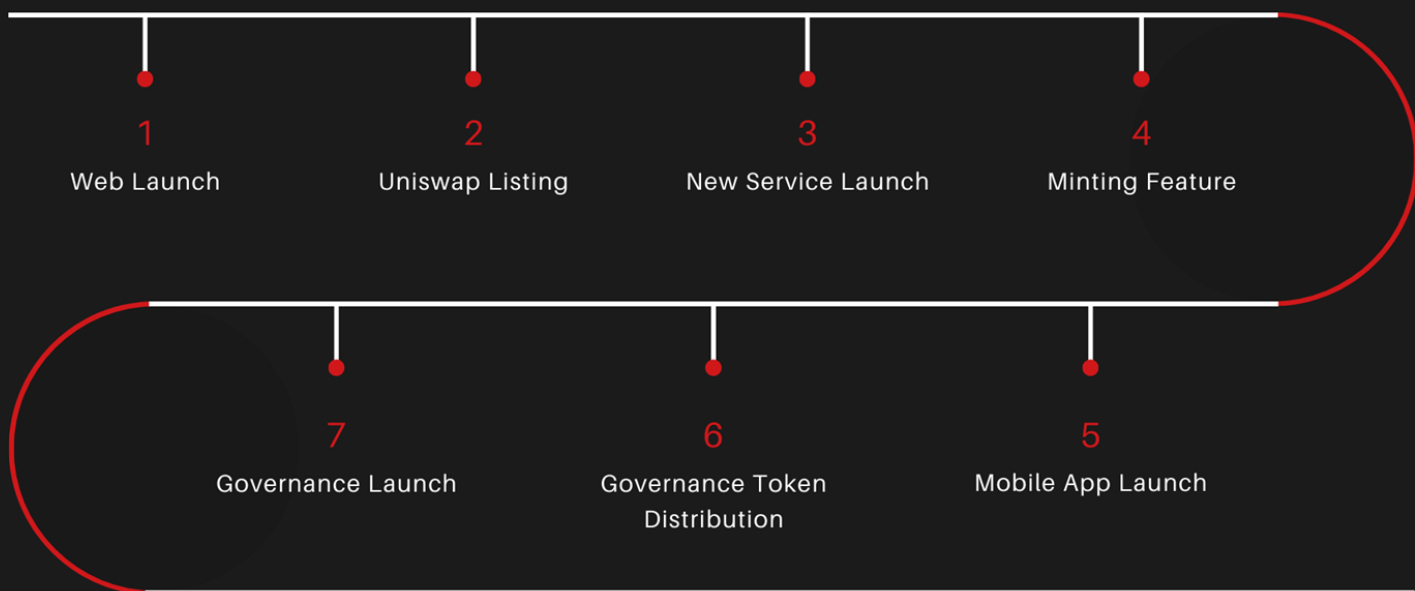 1
Web Launch
2
Uniswap Listing
3
New Service Launch
4
Minting Feature
5
Mobile App Launch
6
Governance Token
Distribution
7
Governance Launch